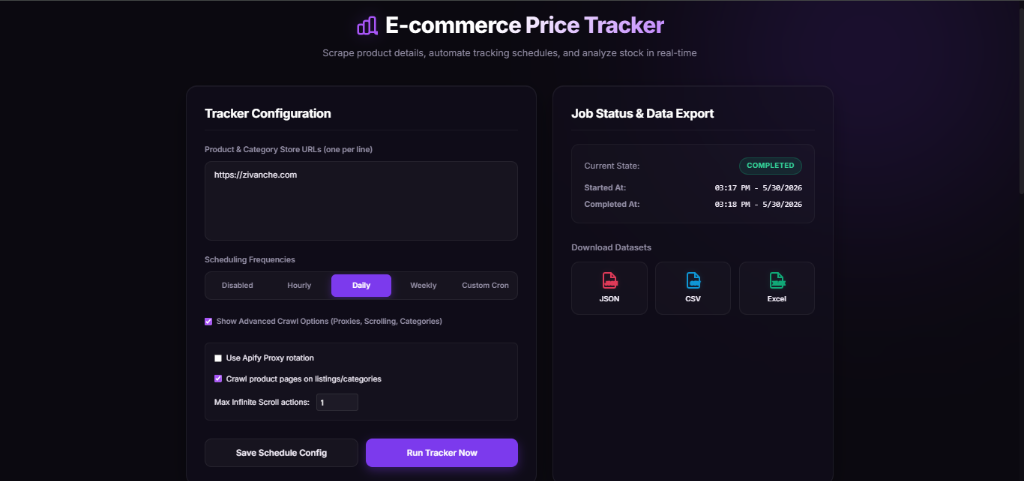 E-commerce Price Tracker
Scrape product details, automate tracking schedules, and analyze stock in real-time
Tracker Configuration
Product & Category Store URLs (one per line)
https://zivanche.com
Scheduling Frequencies
Disabled Hourly Daily Weekly Custom Cron
Show Advanced Crawl Options (Proxies, Scrolling, Categories)
Use Apify Proxy rotation
Crawl product pages on listings/categories
Max Infinite Scroll actions: 1
Save Schedule Config Run Tracker Now
Job Status & Data Export
Current State: COMPLETED
Started At: 03:17 PM - 5/30/2026
Completed At: 03:18 PM - 5/30/2026
Download Datasets
JSON CSV Excel